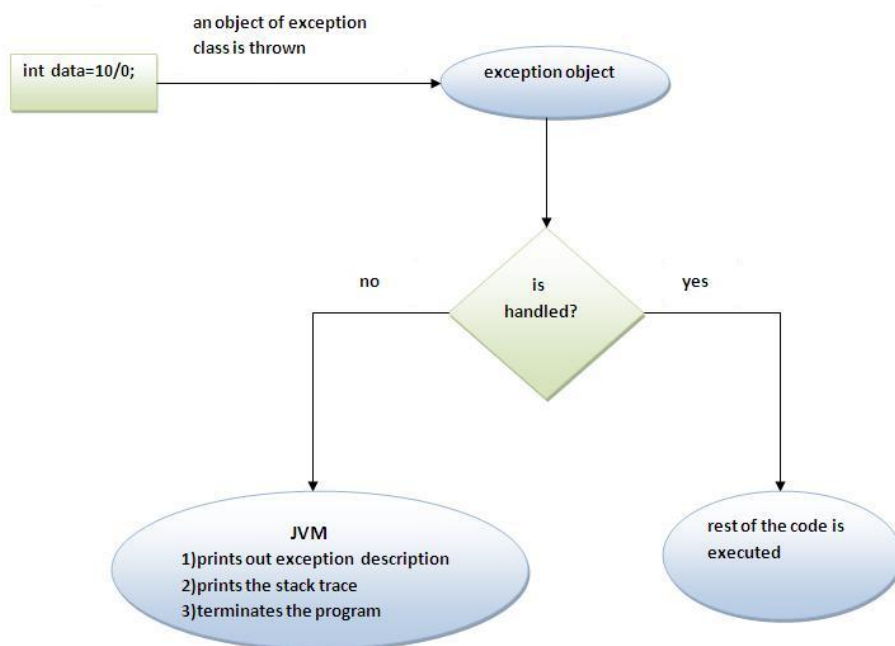 an object of exception
class is thrown
int data=10/0;
exception object
no
is
handled?
yes
JVM
1)prints out exception description
2)prints the stack trace
3)terminates the program
rest of the code is
executed